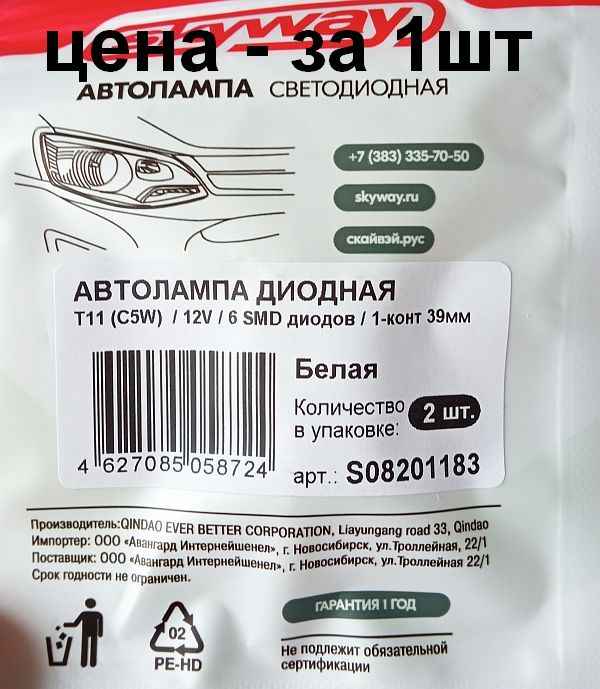 skyway
цена - за 1шт
АВТОЛАМПА СВЕТОДИОДНАЯ
+7 (383) 335-70-50
skyway.ru
скайвэй.рус
АВТОЛАМПА ДИОДНАЯ
T11 (C5W) / 12V / 6 SMD диодов / 1-конт 39мм
Белая
Количество
в упаковке:
2 шт.
4 627085 058724
арт.: S08201183
Производитель:QINDAO EVER BETTER CORPORATION, Liayungang road 33, Qindao
Импортер: ООО «Авангард Интернейшенел», г. Новосибирск, ул.Троллейная, 22/1
Поставщик: ООО «Авангард Интернейшенел», г. Новосибирск, ул.Троллейная 22/1
Срок годности не ограничен.
ГАРАНТИЯ 1 ГОД
02
PE-HD
Не подлежит обязательной
сертификации